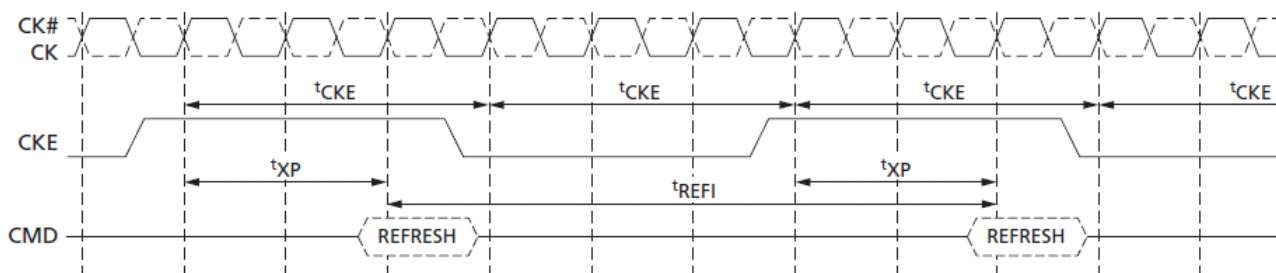 CK#
CK
tCKE tCKE tCKE tCKE
CKE
tXP tXP
tREFI
CMD REFRESH REFRESH